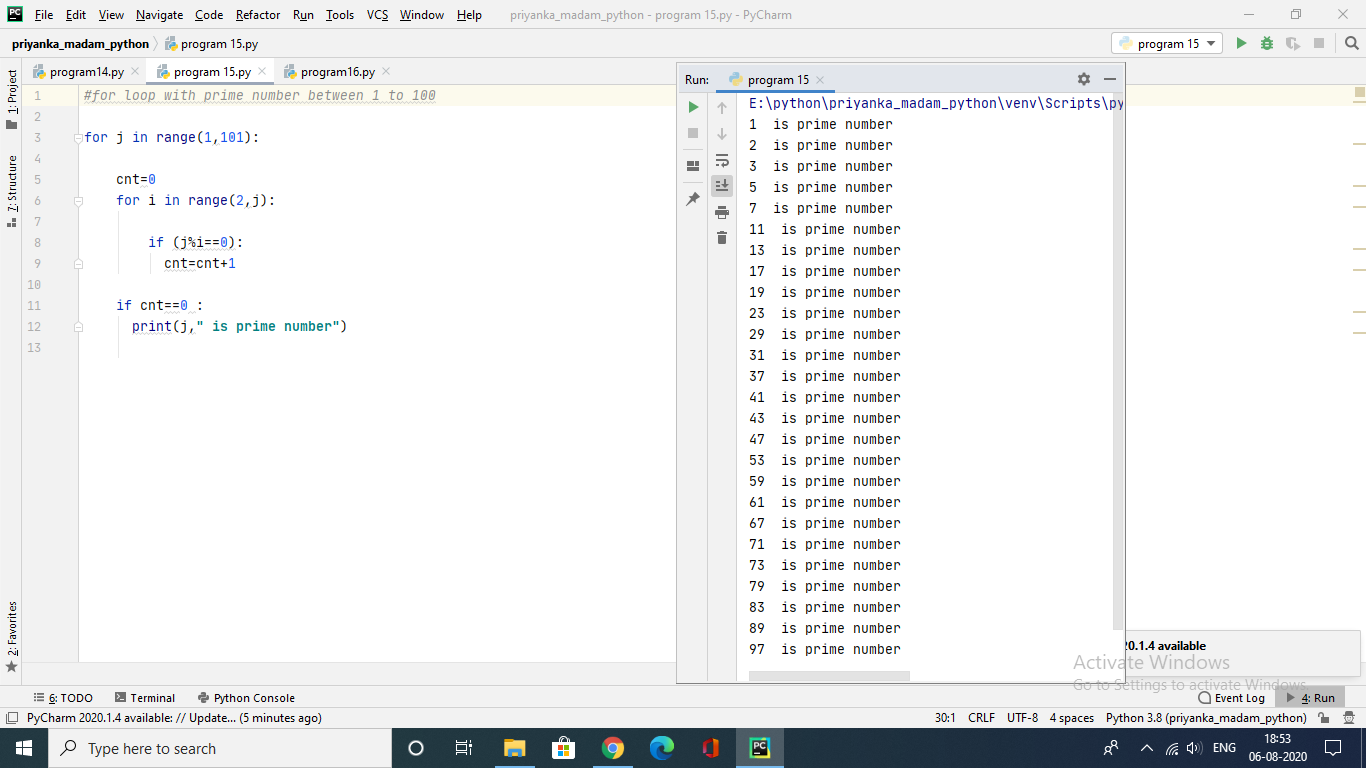 PC File Edit View Navigate Code Refactor Run Tools VCS Window Help priyanka_madam_python - program 15.py - PyCharm
priyanka_madam_python program 15.py program 15
program14.py program 15.py program16.py
1: Project
7: Structure
2: Favorites
1 #for loop with prime number between 1 to 100
2
3 for j in range(1,101):
4
5 cnt=0
6 for i in range(2,j):
7
8 if (j%i==0):
9 cnt=cnt+1
10
11 if cnt==0 :
12 print(j," is prime number")
13
Run: program 15
E:\python\priyanka_madam_python\venv\Scripts\py
1  is prime number
2  is prime number
3  is prime number
5  is prime number
7  is prime number
11  is prime number
13  is prime number
17  is prime number
19  is prime number
23  is prime number
29  is prime number
31  is prime number
37  is prime number
41  is prime number
43  is prime number
47  is prime number
53  is prime number
59  is prime number
61  is prime number
67  is prime number
71  is prime number
73  is prime number
79  is prime number
83  is prime number
89  is prime number
97  is prime number
0.1.4 available
Activate Windows
Go to Settings to activate Windows.
6: TODO Terminal Python Console Event Log 4: Run
PyCharm 2020.1.4 available: // Update... (5 minutes ago) 30:1 CRLF UTF-8 4 spaces Python 3.8 (priyanka_madam_python)
Type here to search PC ENG 18:53
06-08-2020